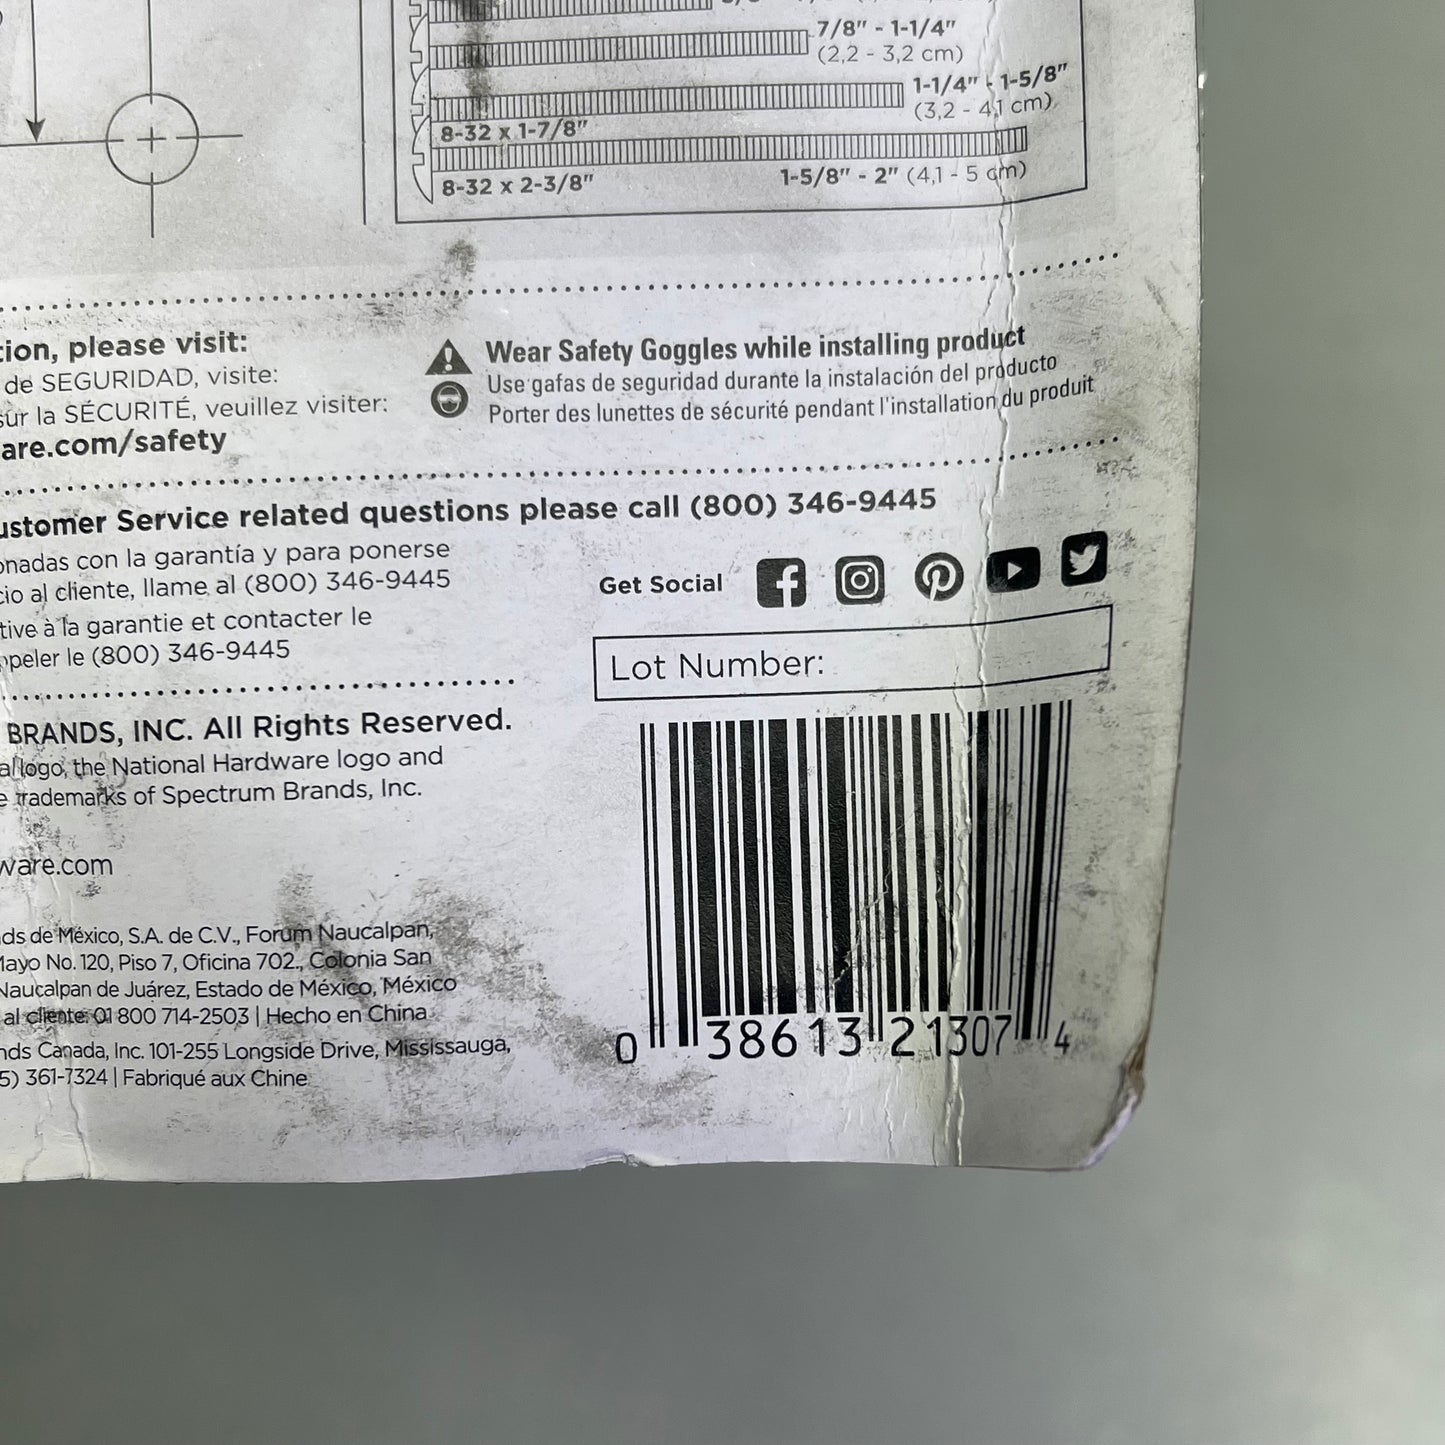 7/8" - 1-1/4"
(2,2 - 3,2 cm)
1-1/4" - 1-5/8"
(3,2 - 4,1 cm)
8-32 x 1-7/8"
8-32 x 2-3/8"
1-5/8" - 2" (4,1 - 5 cm)
please visit:
de SEGURIDAD, visite:
sur la SÉCURITÉ, veuillez visiter:
are.com/safety
Wear Safety Goggles while installing product
Use gafas de seguridad durante la instalación del producto
Porter des lunettes de sécurité pendant l'installation du produit
ustomer Service related questions please call (800) 346-9445
onadas con la garantía y para ponerse
cio al cliente, llame al (800) 346-9445
tive à la garantie et contacter le
ppeler le (800) 346-9445
Get Social
Lot Number:
BRANDS, INC. All Rights Reserved.
al logo, the National Hardware logo and
e trademarks of Spectrum Brands, Inc.
ware.com
ds de México, S.A. de C.V., Forum Naucalpan,
Mayo No. 120, Piso 7, Oficina 702., Colonia San
Naucalpan de Juárez, Estado de México, México
al cliente: 01 800 714-2503 | Hecho en China
nds Canada, Inc. 101-255 Longside Drive, Mississauga,
5) 361-7324 | Fabriqué aux Chine
0 38613 21307 4